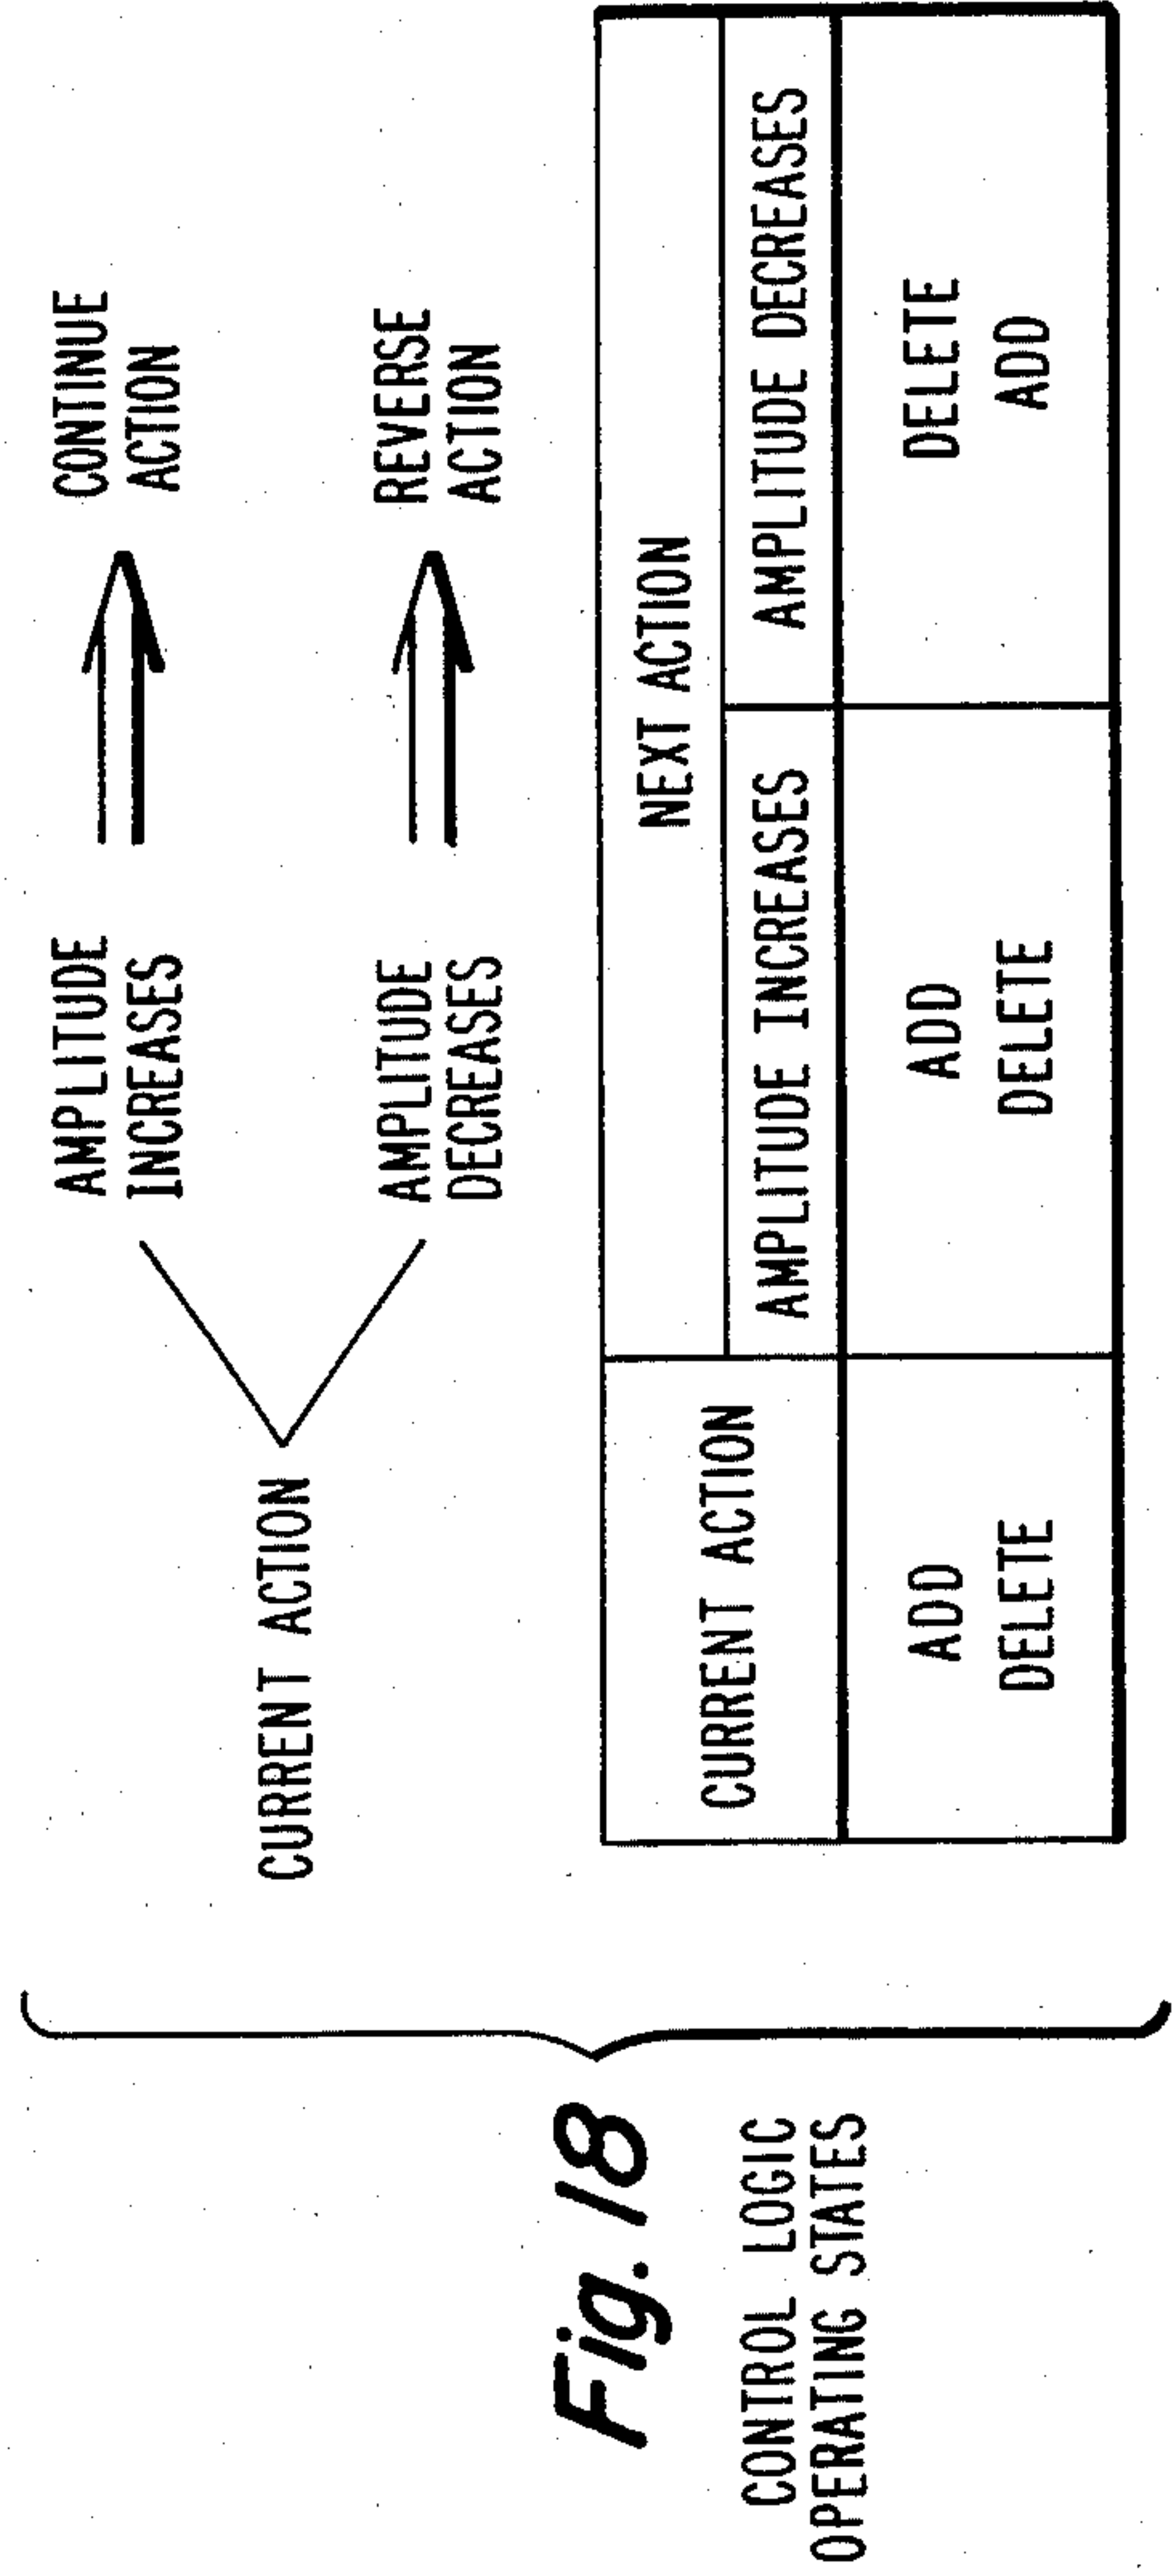 Fig. 18
CONTROL LOGIC
OPERATING STATES
CURRENT ACTION
AMPLITUDE
INCREASES
CONTINUE
ACTION
AMPLITUDE
DECREASES
REVERSE
ACTION
CURRENT ACTION
NEXT ACTION
AMPLITUDE INCREASES
AMPLITUDE DECREASES
ADD
ADD
DELETE
DELETE
DELETE
ADD